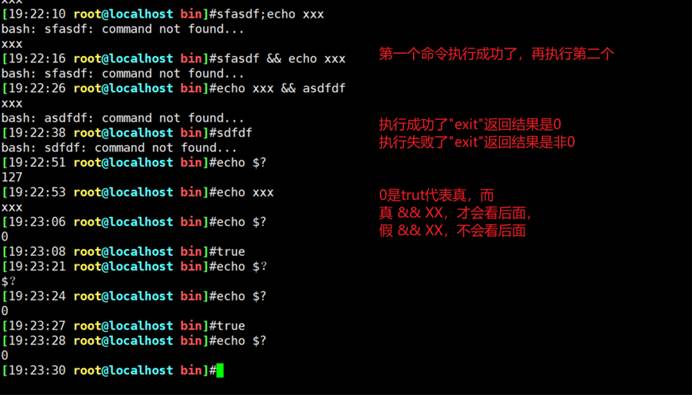 xxx
[19:22:10 root@localhost bin]#sfasdf;echo xxx
bash: sfasdf: command not found...
xxx
[19:22:16 root@localhost bin]#sfasdf && echo xxx
bash: sfasdf: command not found...
[19:22:26 root@localhost bin]#echo xxx && asdfdf
xxx
bash: asdfdf: command not found...
[19:22:38 root@localhost bin]#sdfdf
bash: sdfdf: command not found...
[19:22:51 root@localhost bin]#echo $?
127
[19:22:53 root@localhost bin]#echo xxx
xxx
[19:23:06 root@localhost bin]#echo $?
0
[19:23:08 root@localhost bin]#true
[19:23:21 root@localhost bin]#echo $？
$？
[19:23:24 root@localhost bin]#echo $?
0
[19:23:27 root@localhost bin]#true
[19:23:28 root@localhost bin]#echo $?
0
[19:23:30 root@localhost bin]#
第一个命令执行成功了，再执行第二个
执行成功了"exit"返回结果是0
执行失败了"exit"返回结果是非0
0是trut代表真，而
真 && XX，才会看后面，
假 && XX，不会看后面